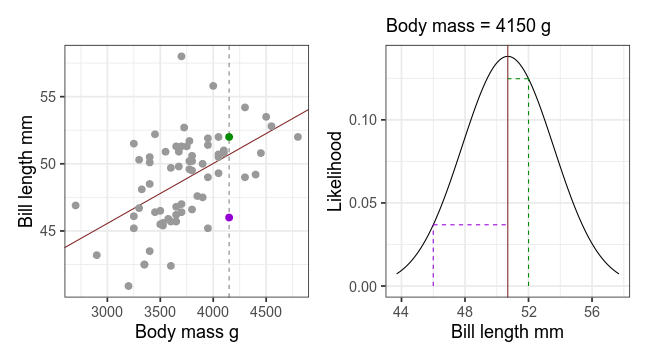 Body mass = 4150 g
55
50
45
Bill length mm
3000 3500 4000 4500
Body mass g
0.10
0.05
0.00
Likelihood
44 48 52 56
Bill length mm